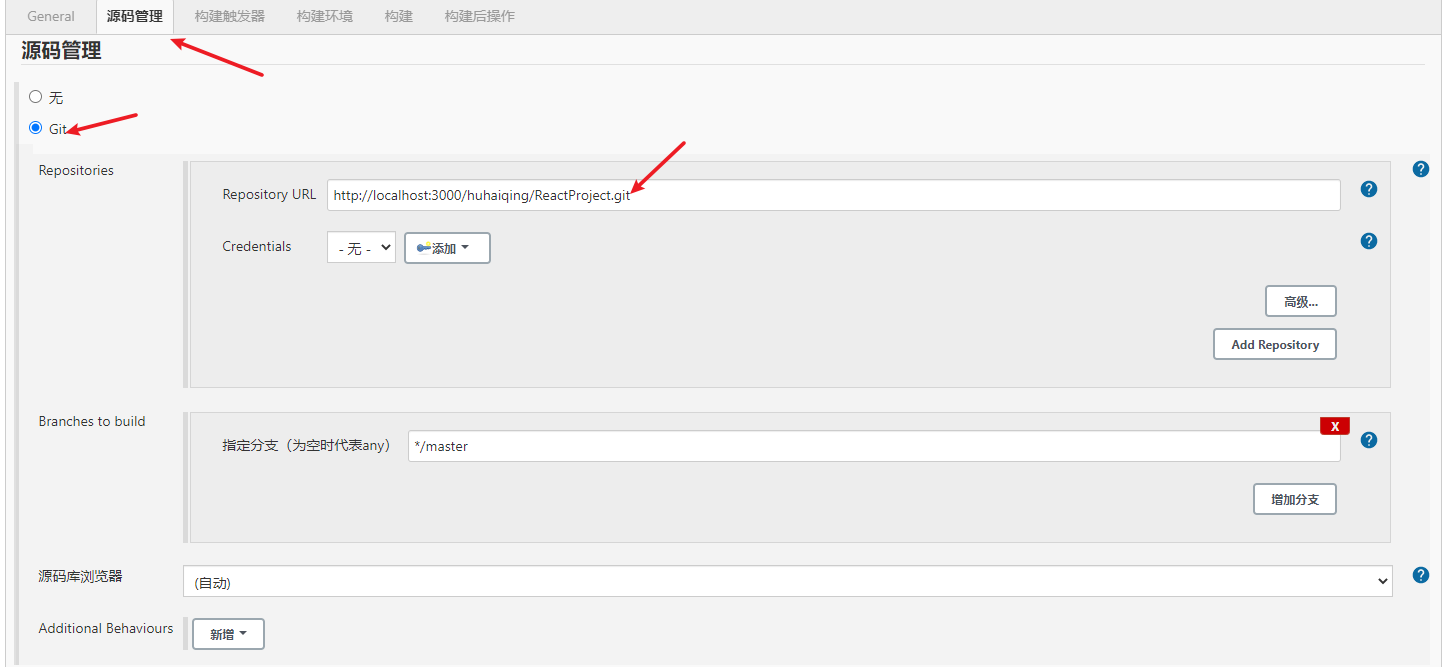 General 源码管理 构建触发器 构建环境 构建 构建后操作
源码管理
无
Git
Repositories
Repository URL http://localhost:3000/huhaiqing/ReactProject.git
Credentials - 无 - 添加
高级...
Add Repository
Branches to build
X
指定分支（为空时代表any） */master
增加分支
源码库浏览器 (自动)
Additional Behaviours 新增